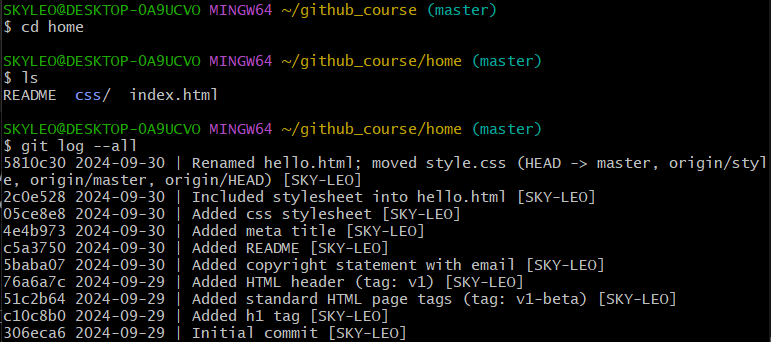 SKYLEO@DESKTOP-OA9UCVO MINGW64 ~/github_course (master)
$ cd home
SKYLEO@DESKTOP-OA9UCVO MINGW64 ~/github_course/home (master)
$ ls
README  css/  index.html
SKYLEO@DESKTOP-OA9UCVO MINGW64 ~/github_course/home (master)
$ git log --all
5810c30 2024-09-30 | Renamed hello.html; moved style.css (HEAD -> master, origin/styl
e, origin/master, origin/HEAD) [SKY-LEO]
2c0e528 2024-09-30 | Included stylesheet into hello.html [SKY-LEO]
05ce8e8 2024-09-30 | Added css stylesheet [SKY-LEO]
4e4b973 2024-09-30 | Added meta title [SKY-LEO]
c5a3750 2024-09-30 | Added README [SKY-LEO]
5baba07 2024-09-30 | Added copyright statement with email [SKY-LEO]
76a6a7c 2024-09-29 | Added HTML header (tag: v1) [SKY-LEO]
51c2b64 2024-09-29 | Added standard HTML page tags (tag: v1-beta) [SKY-LEO]
c10c8b0 2024-09-29 | Added h1 tag [SKY-LEO]
306eca6 2024-09-29 | Initial commit [SKY-LEO]